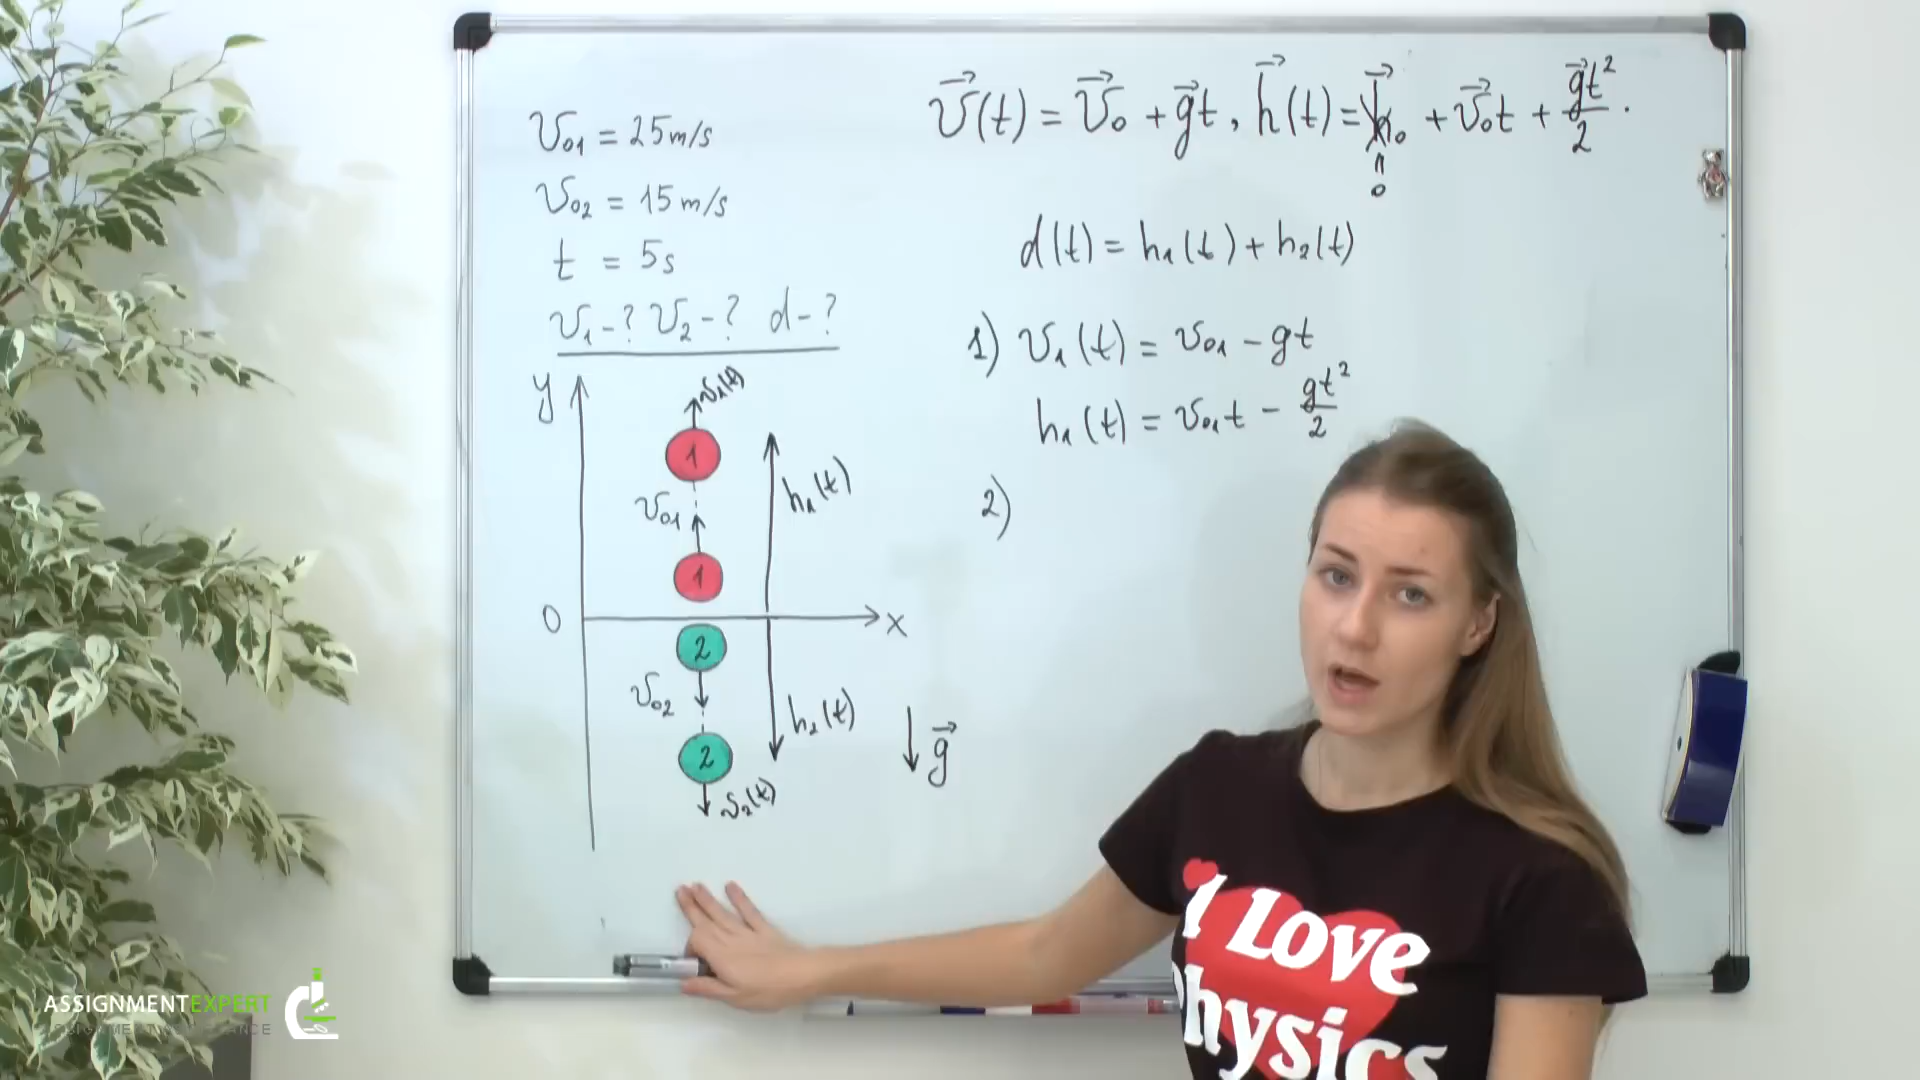 v₀₁ = 25 m/s
v₀₂ = 15 m/s
t = 5s
v₁ - ? v₂ - ? d - ?
v⃗(t) = v⃗₀ + g⃗t, h⃗(t) = h⃗₀ + v⃗₀t + g⃗t²/2.
0
d(t) = h₁(t) + h₂(t)
1) v₁(t) = v₀₁ - gt
h₁(t) = v₀₁t - gt²/2
2)
y
v₁(t)
1
h₁(t)
v₀₁
1
0
x
2
v₀₂
h₂(t)
2
g⃗
v₂(t)
I Love
Physics
ASSIGNMENTEXPERT